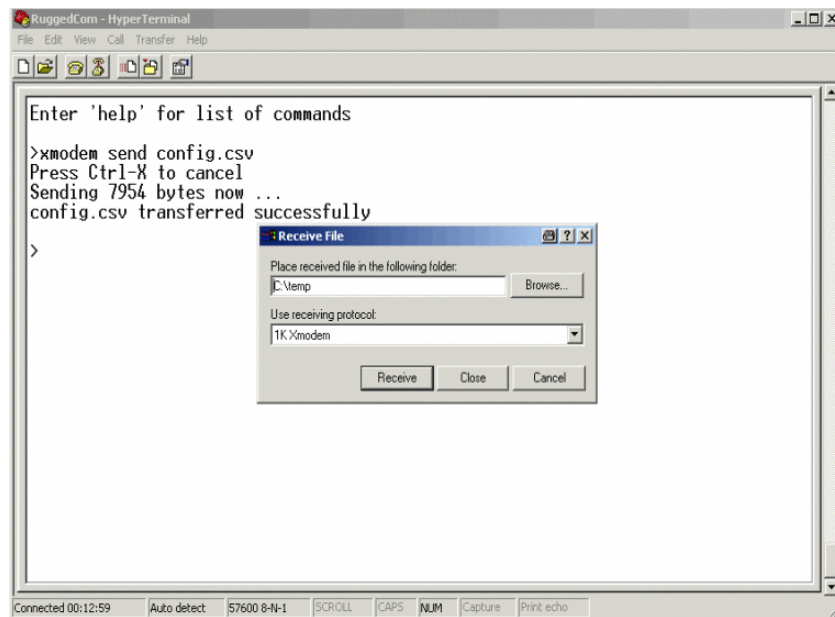 RuggedCom - HyperTerminal
File Edit View Call Transfer Help
Enter 'help' for list of commands
>xmodem send config.csv
Press Ctrl-X to cancel
Sending 7954 bytes now ...
config.csv transferred successfully
>
Receive File
Place received file in the following folder:
C:\temp
Browse...
Use receiving protocol:
1K Xmodem
Receive Close Cancel
Connected 00:12:59 Auto detect 57600 8-N-1 SCROLL CAPS NUM Capture Print echo